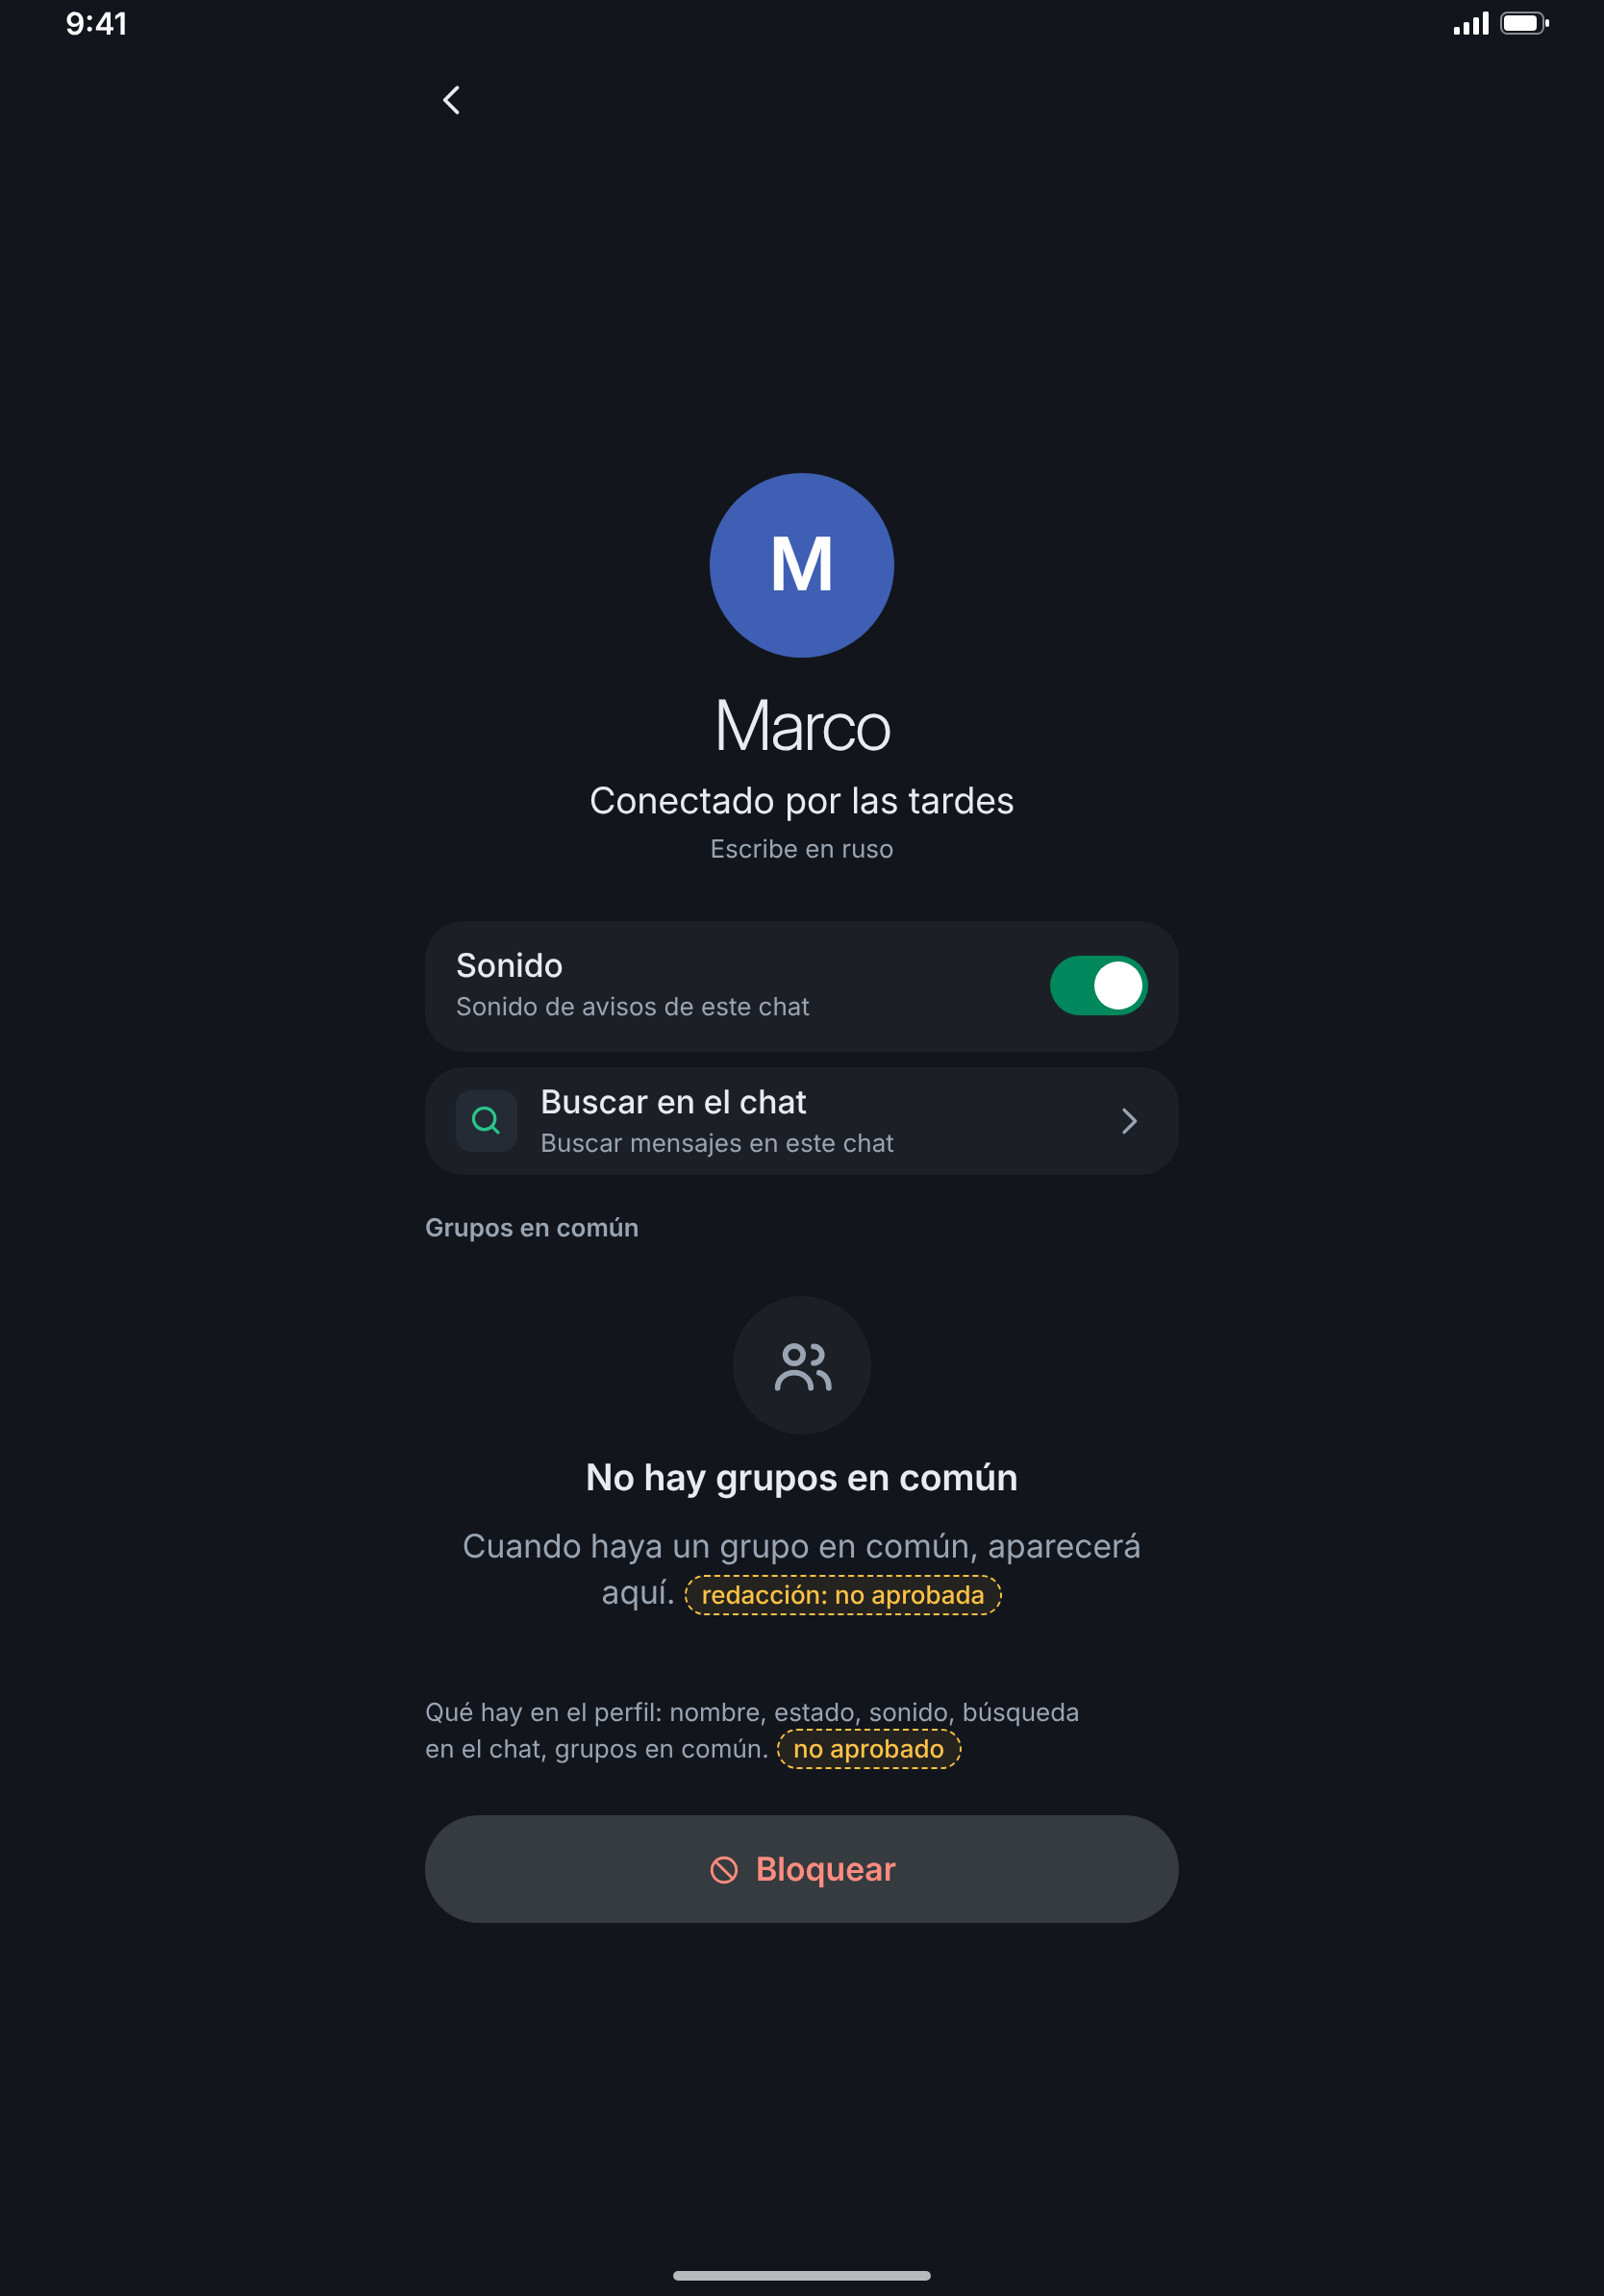 9:41
M
Marco
Conectado por las tardes
Escribe en ruso
Sonido
Sonido de avisos de este chat
Buscar en el chat
Buscar mensajes en este chat
Grupos en común
No hay grupos en común
Cuando haya un grupo en común, aparecerá
aquí. redacción: no aprobada
Qué hay en el perfil: nombre, estado, sonido, búsqueda
en el chat, grupos en común. no aprobado
Bloquear